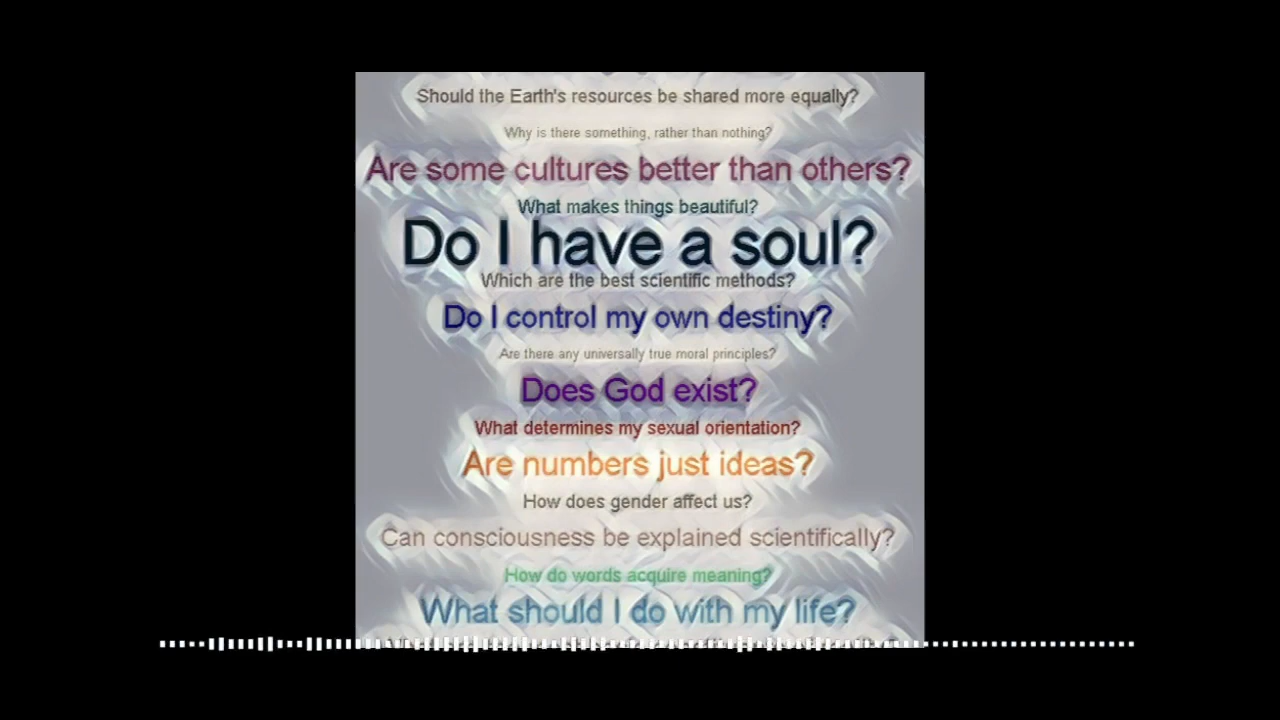 Should the Earth's resources be shared more equally?
Why is there something, rather than nothing?
Are some cultures better than others?
What makes things beautiful?
Do I have a soul?
Which are the best scientific methods?
Do I control my own destiny?
Are there any universally true moral principles?
Does God exist?
What determines my sexual orientation?
Are numbers just ideas?
How does gender affect us?
Can consciousness be explained scientifically?
How do words acquire meaning?
What should I do with my life?